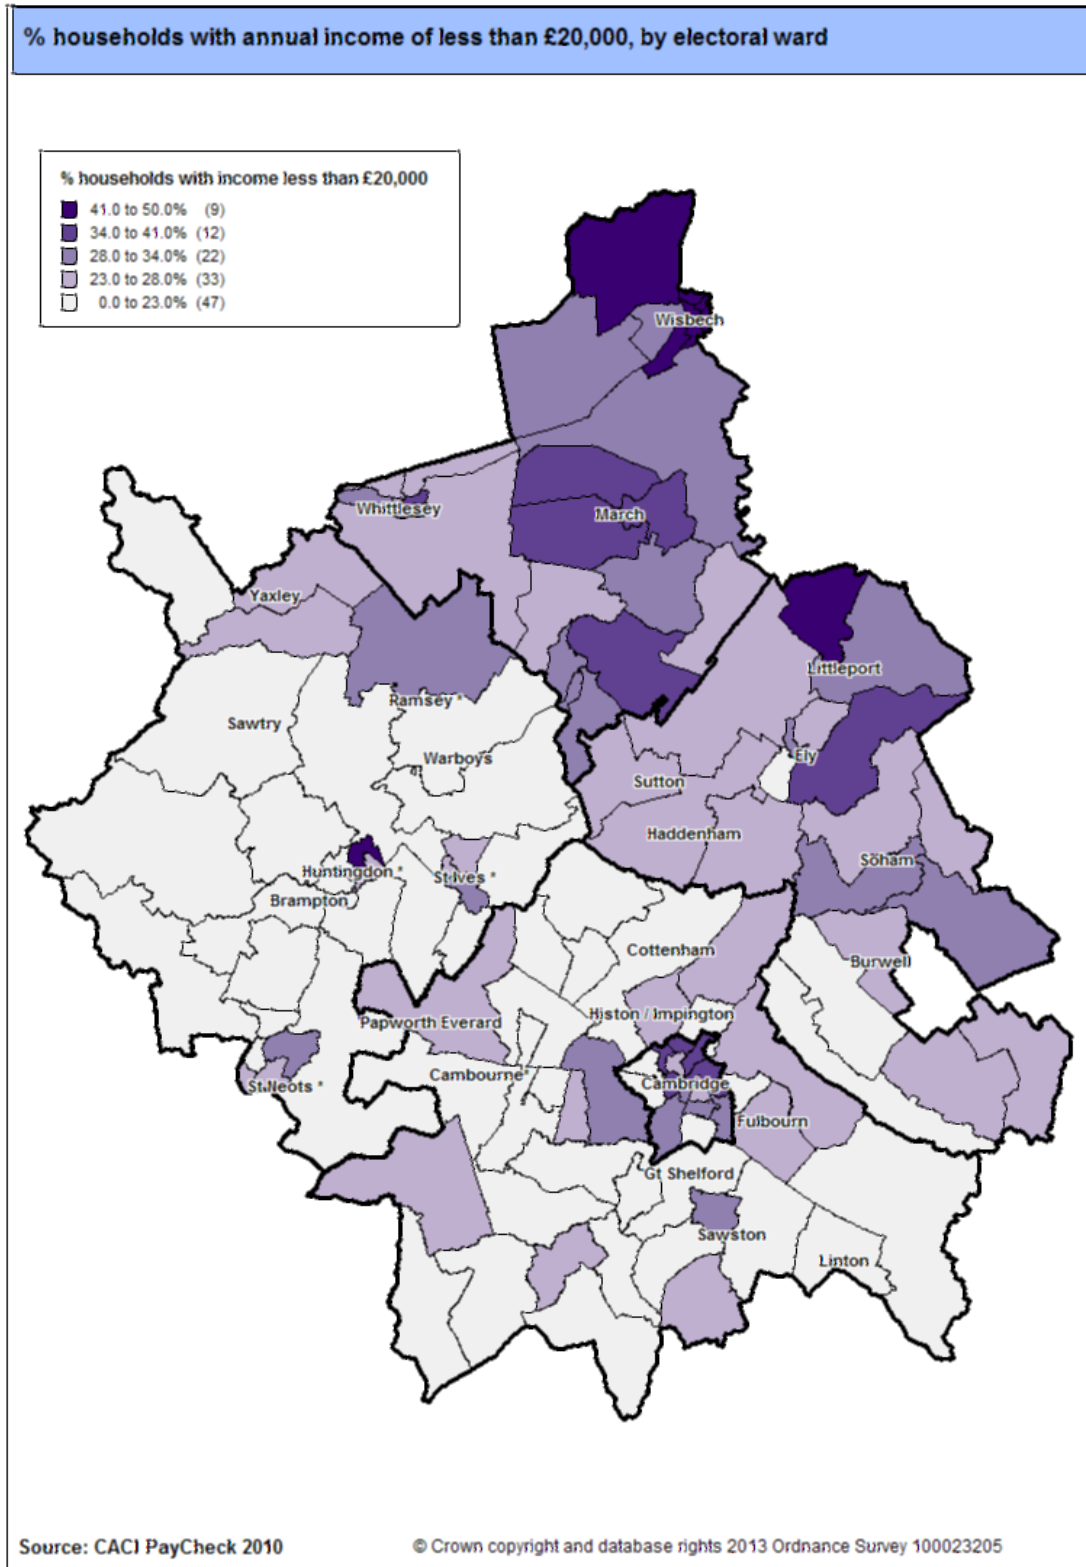 % households with annual income of less than £20,000, by electoral ward
% households with income less than £20,000
41.0 to 50.0% (9)
34.0 to 41.0% (12)
28.0 to 34.0% (22)
23.0 to 28.0% (33)
0.0 to 23.0% (47)
Wisbech
Whittlesey
March
Yaxley
Littleport
Ramsey *
Sawtry
Warboys
Ely
Sutton
Haddenham
Soham
Huntingdon *
St Ives *
Brampton
Cottenham
Burwell
Histon / Impington
Papworth Everard
Cambourne*
Cambridge
St.Neots *
Fulbourn
Gt Shelford
Sawston
Linton
Source: CACI PayCheck 2010
© Crown copyright and database rights 2013 Ordnance Survey 100023205